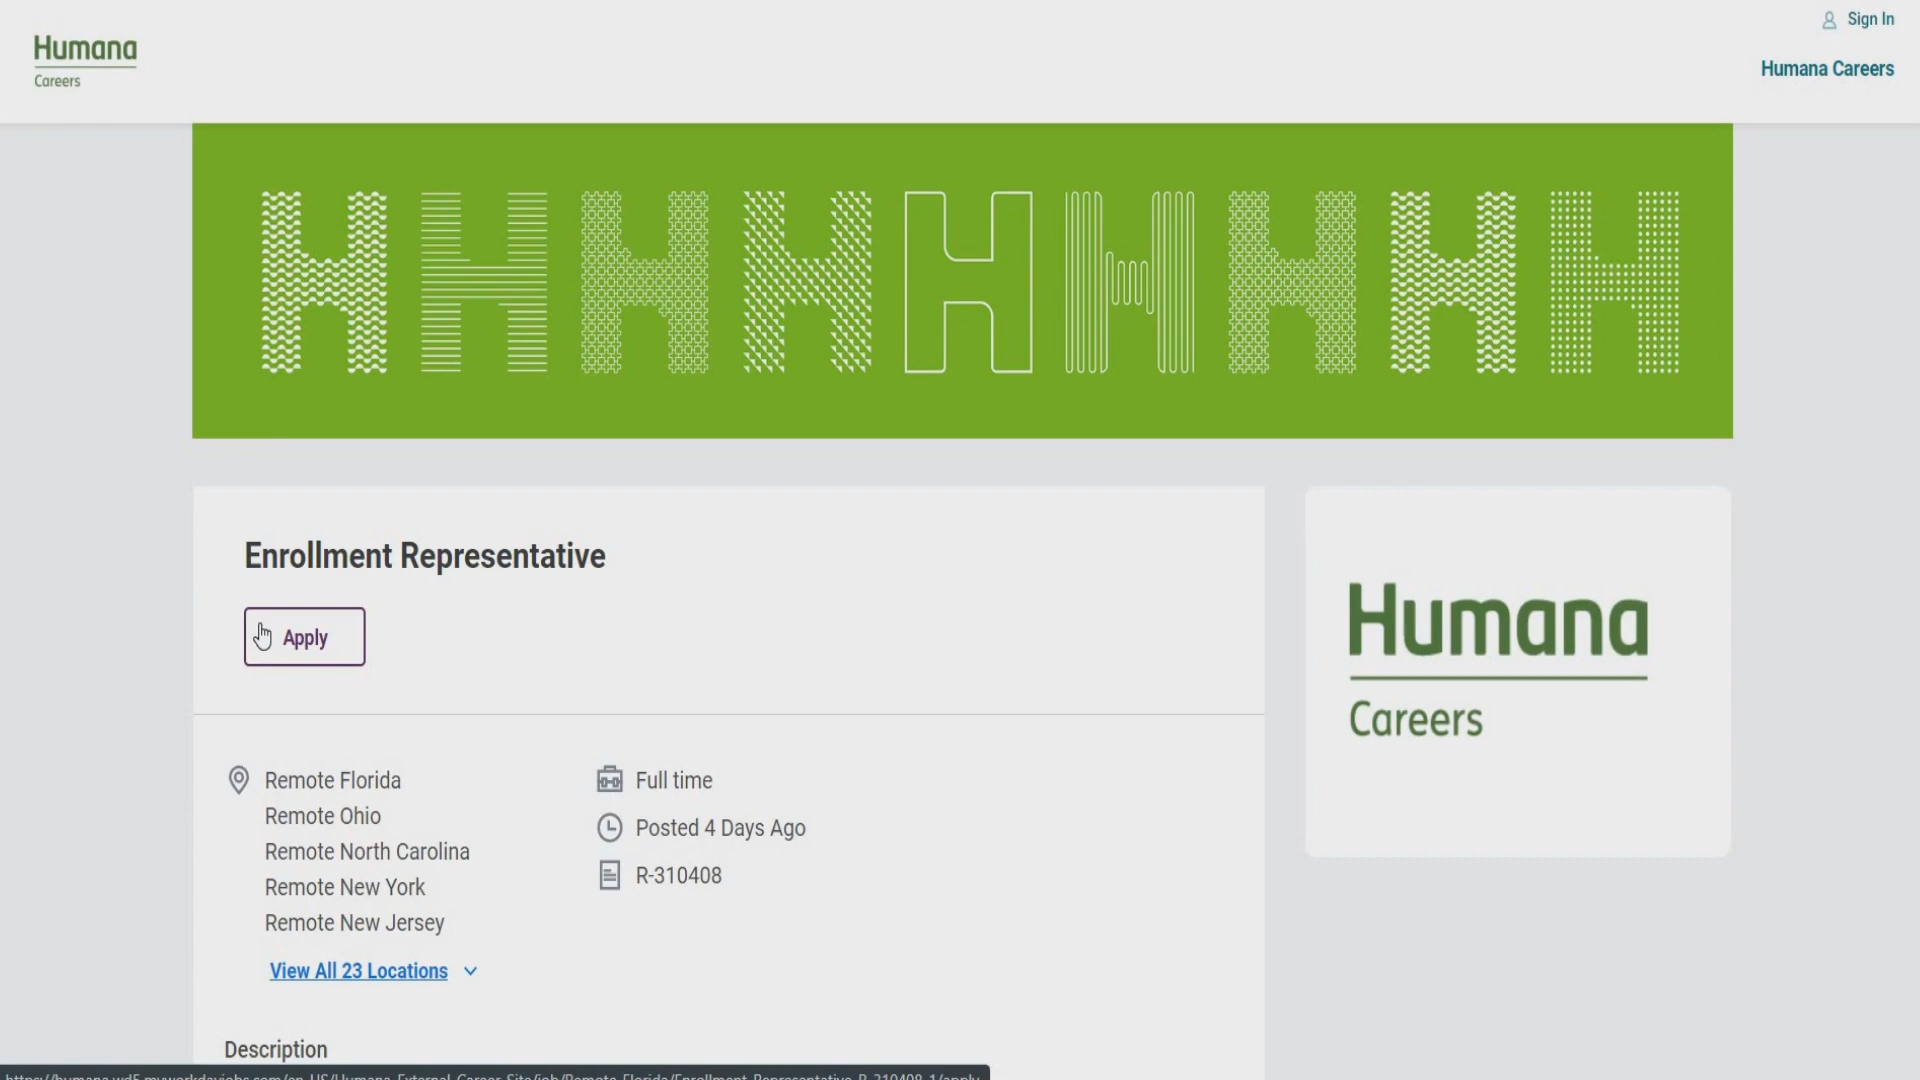 Humana
Careers
Sign In
Humana Careers
Enrollment Representative
Apply
Humana
Careers
Remote Florida
Remote Ohio
Remote North Carolina
Remote New York
Remote New Jersey
View All 23 Locations
Full time
Posted 4 Days Ago
R-310408
Description